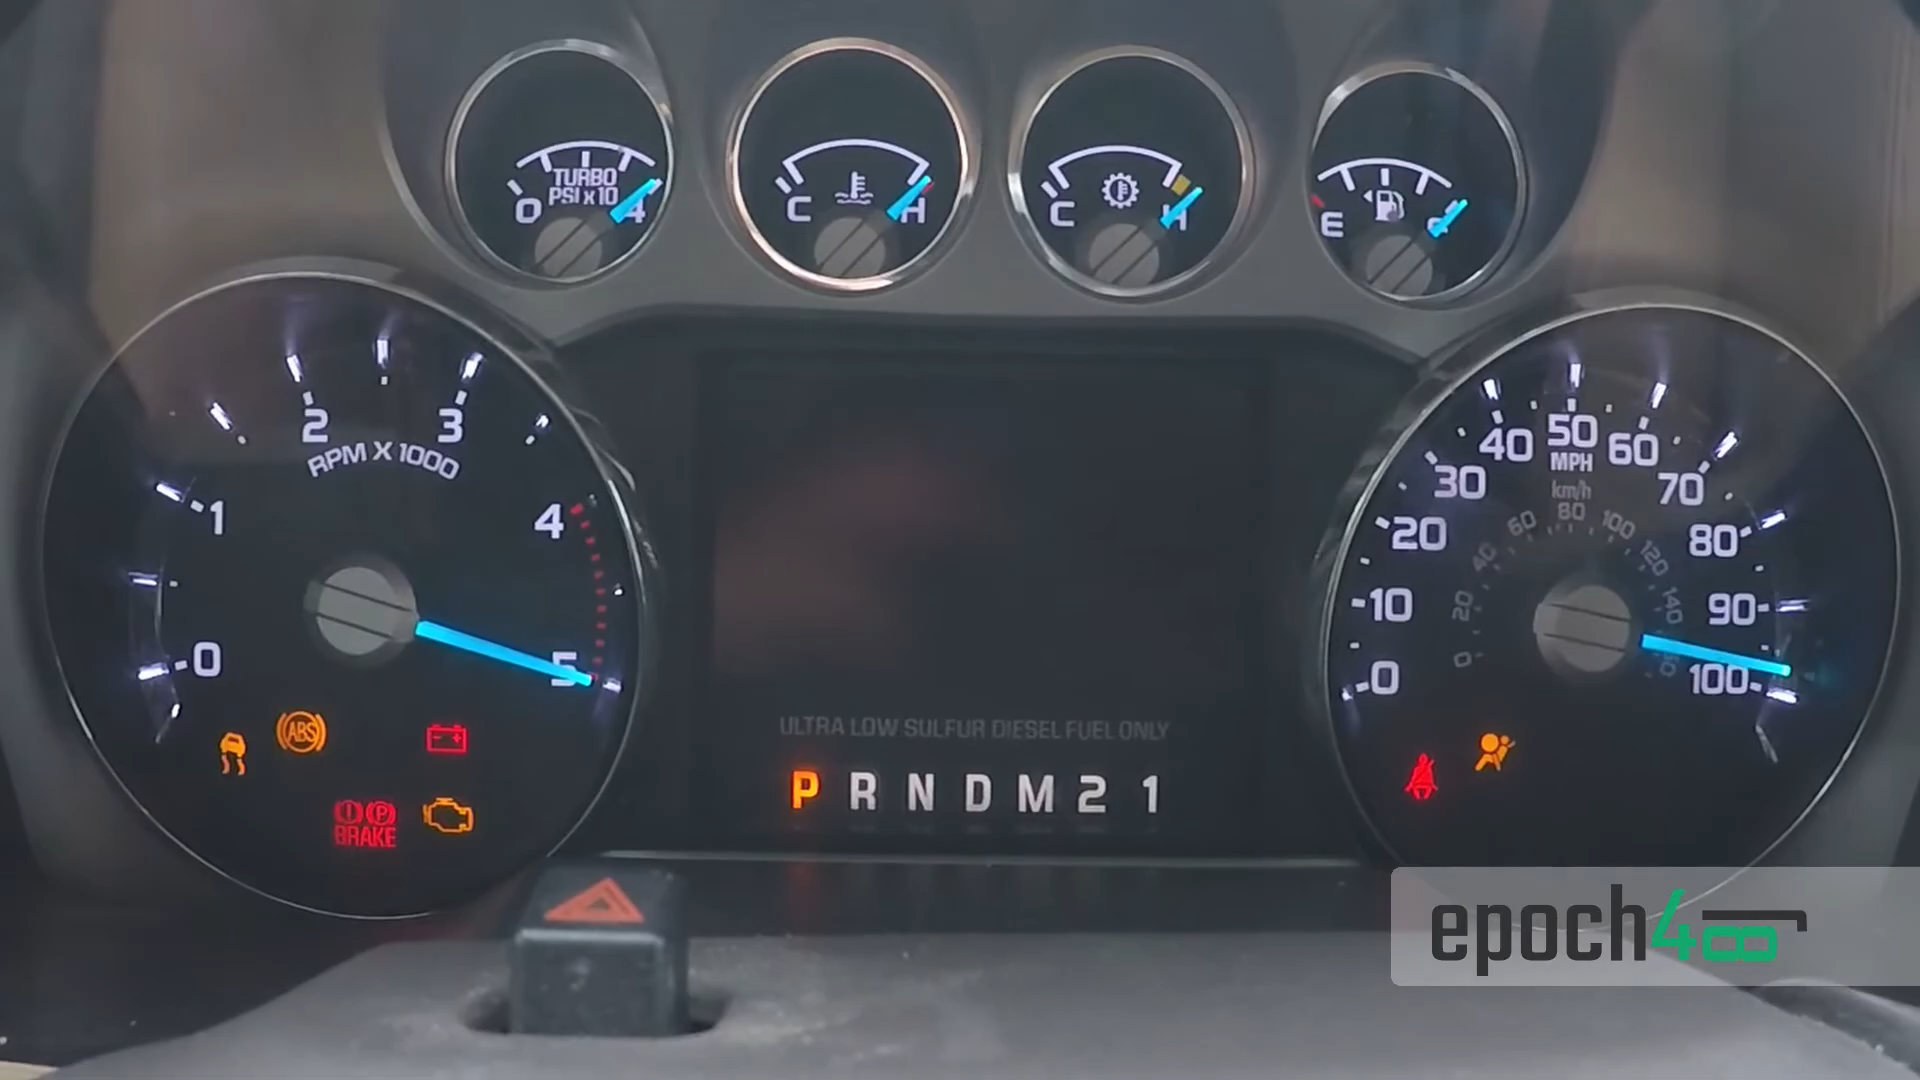 TURBO
PSI x10
0 4
C H
C H
E
2 3
RPM X 1000
1 4
0 5
ABS
BRAKE
ULTRA LOW SULFUR DIESEL FUEL ONLY
P R N D M 2 1
40 50 60
MPH
30 70
20 80
10 90
0 100
km/h
80
60 100
40 120
20 140
0
epoch